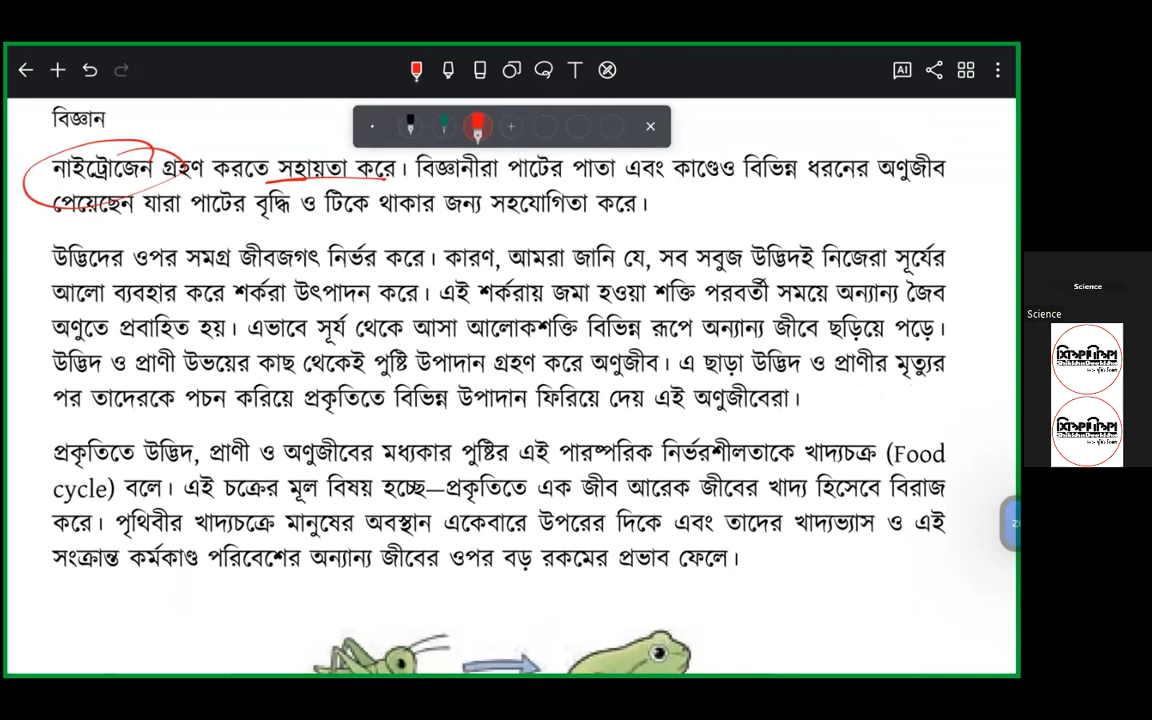 বিজ্ঞান
নাইট্রোজেন গ্রহণ করতে সহায়তা করে। বিজ্ঞানীরা পাটের পাতা এবং কাণ্ডেও বিভিন্ন ধরনের অণুজীব
পেয়েছেন যারা পাটের বৃদ্ধি ও টিকে থাকার জন্য সহযোগিতা করে।
উদ্ভিদের ওপর সমগ্র জীবজগৎ নির্ভর করে। কারণ, আমরা জানি যে, সব সবুজ উদ্ভিদই নিজেরা সূর্যের
আলো ব্যবহার করে শর্করা উৎপাদন করে। এই শর্করায় জমা হওয়া শক্তি পরবর্তী সময়ে অন্যান্য জৈব
অণুতে প্রবাহিত হয়। এভাবে সূর্য থেকে আসা আলোকশক্তি বিভিন্ন রূপে অন্যান্য জীবে ছড়িয়ে পড়ে।
উদ্ভিদ ও প্রাণী উভয়ের কাছ থেকেই পুষ্টি উপাদান গ্রহণ করে অণুজীব। এ ছাড়া উদ্ভিদ ও প্রাণীর মৃত্যুর
পর তাদেরকে পচন করিয়ে প্রকৃতিতে বিভিন্ন উপাদান ফিরিয়ে দেয় এই অণুজীবেরা।
প্রকৃতিতে উদ্ভিদ, প্রাণী ও অণুজীবের মধ্যকার পুষ্টির এই পারষ্পরিক নির্ভরশীলতাকে খাদ্যচক্র (Food
cycle) বলে। এই চক্রের মূল বিষয় হচ্ছে—প্রকৃতিতে এক জীব আরেক জীবের খাদ্য হিসেবে বিরাজ
করে। পৃথিবীর খাদ্যচক্রে মানুষের অবস্থান একেবারে উপরের দিকে এবং তাদের খাদ্যভ্যাস ও এই
সংক্রান্ত কর্মকাণ্ড পরিবেশের অন্যান্য জীবের ওপর বড় রকমের প্রভাব ফেলে।
AI
Science
Science